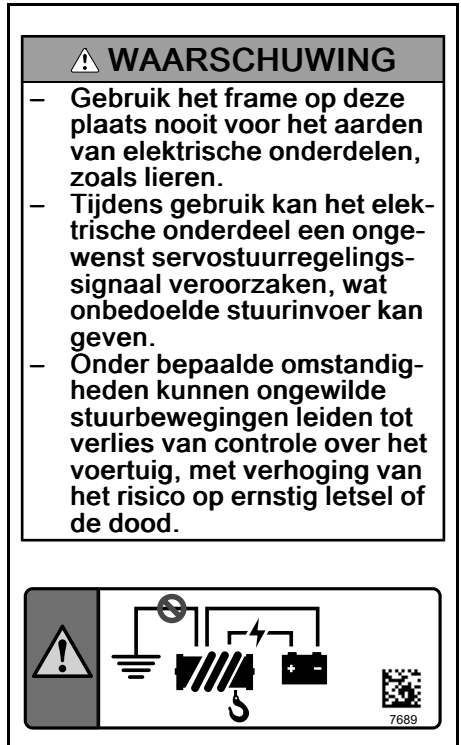 WAARSCHUWING
– Gebruik het frame op deze
plaats nooit voor het aarden
van elektrische onderdelen,
zoals lieren.
– Tijdens gebruik kan het elek-
trische onderdeel een onge-
wenst servostuurregelings-
signaal veroorzaken, wat
onbedoelde stuurinvoer kan
geven.
– Onder bepaalde omstandig-
heden kunnen ongewilde
stuurbewegingen leiden tot
verlies van controle over het
voertuig, met verhoging van
het risico op ernstig letsel of
de dood.
7689